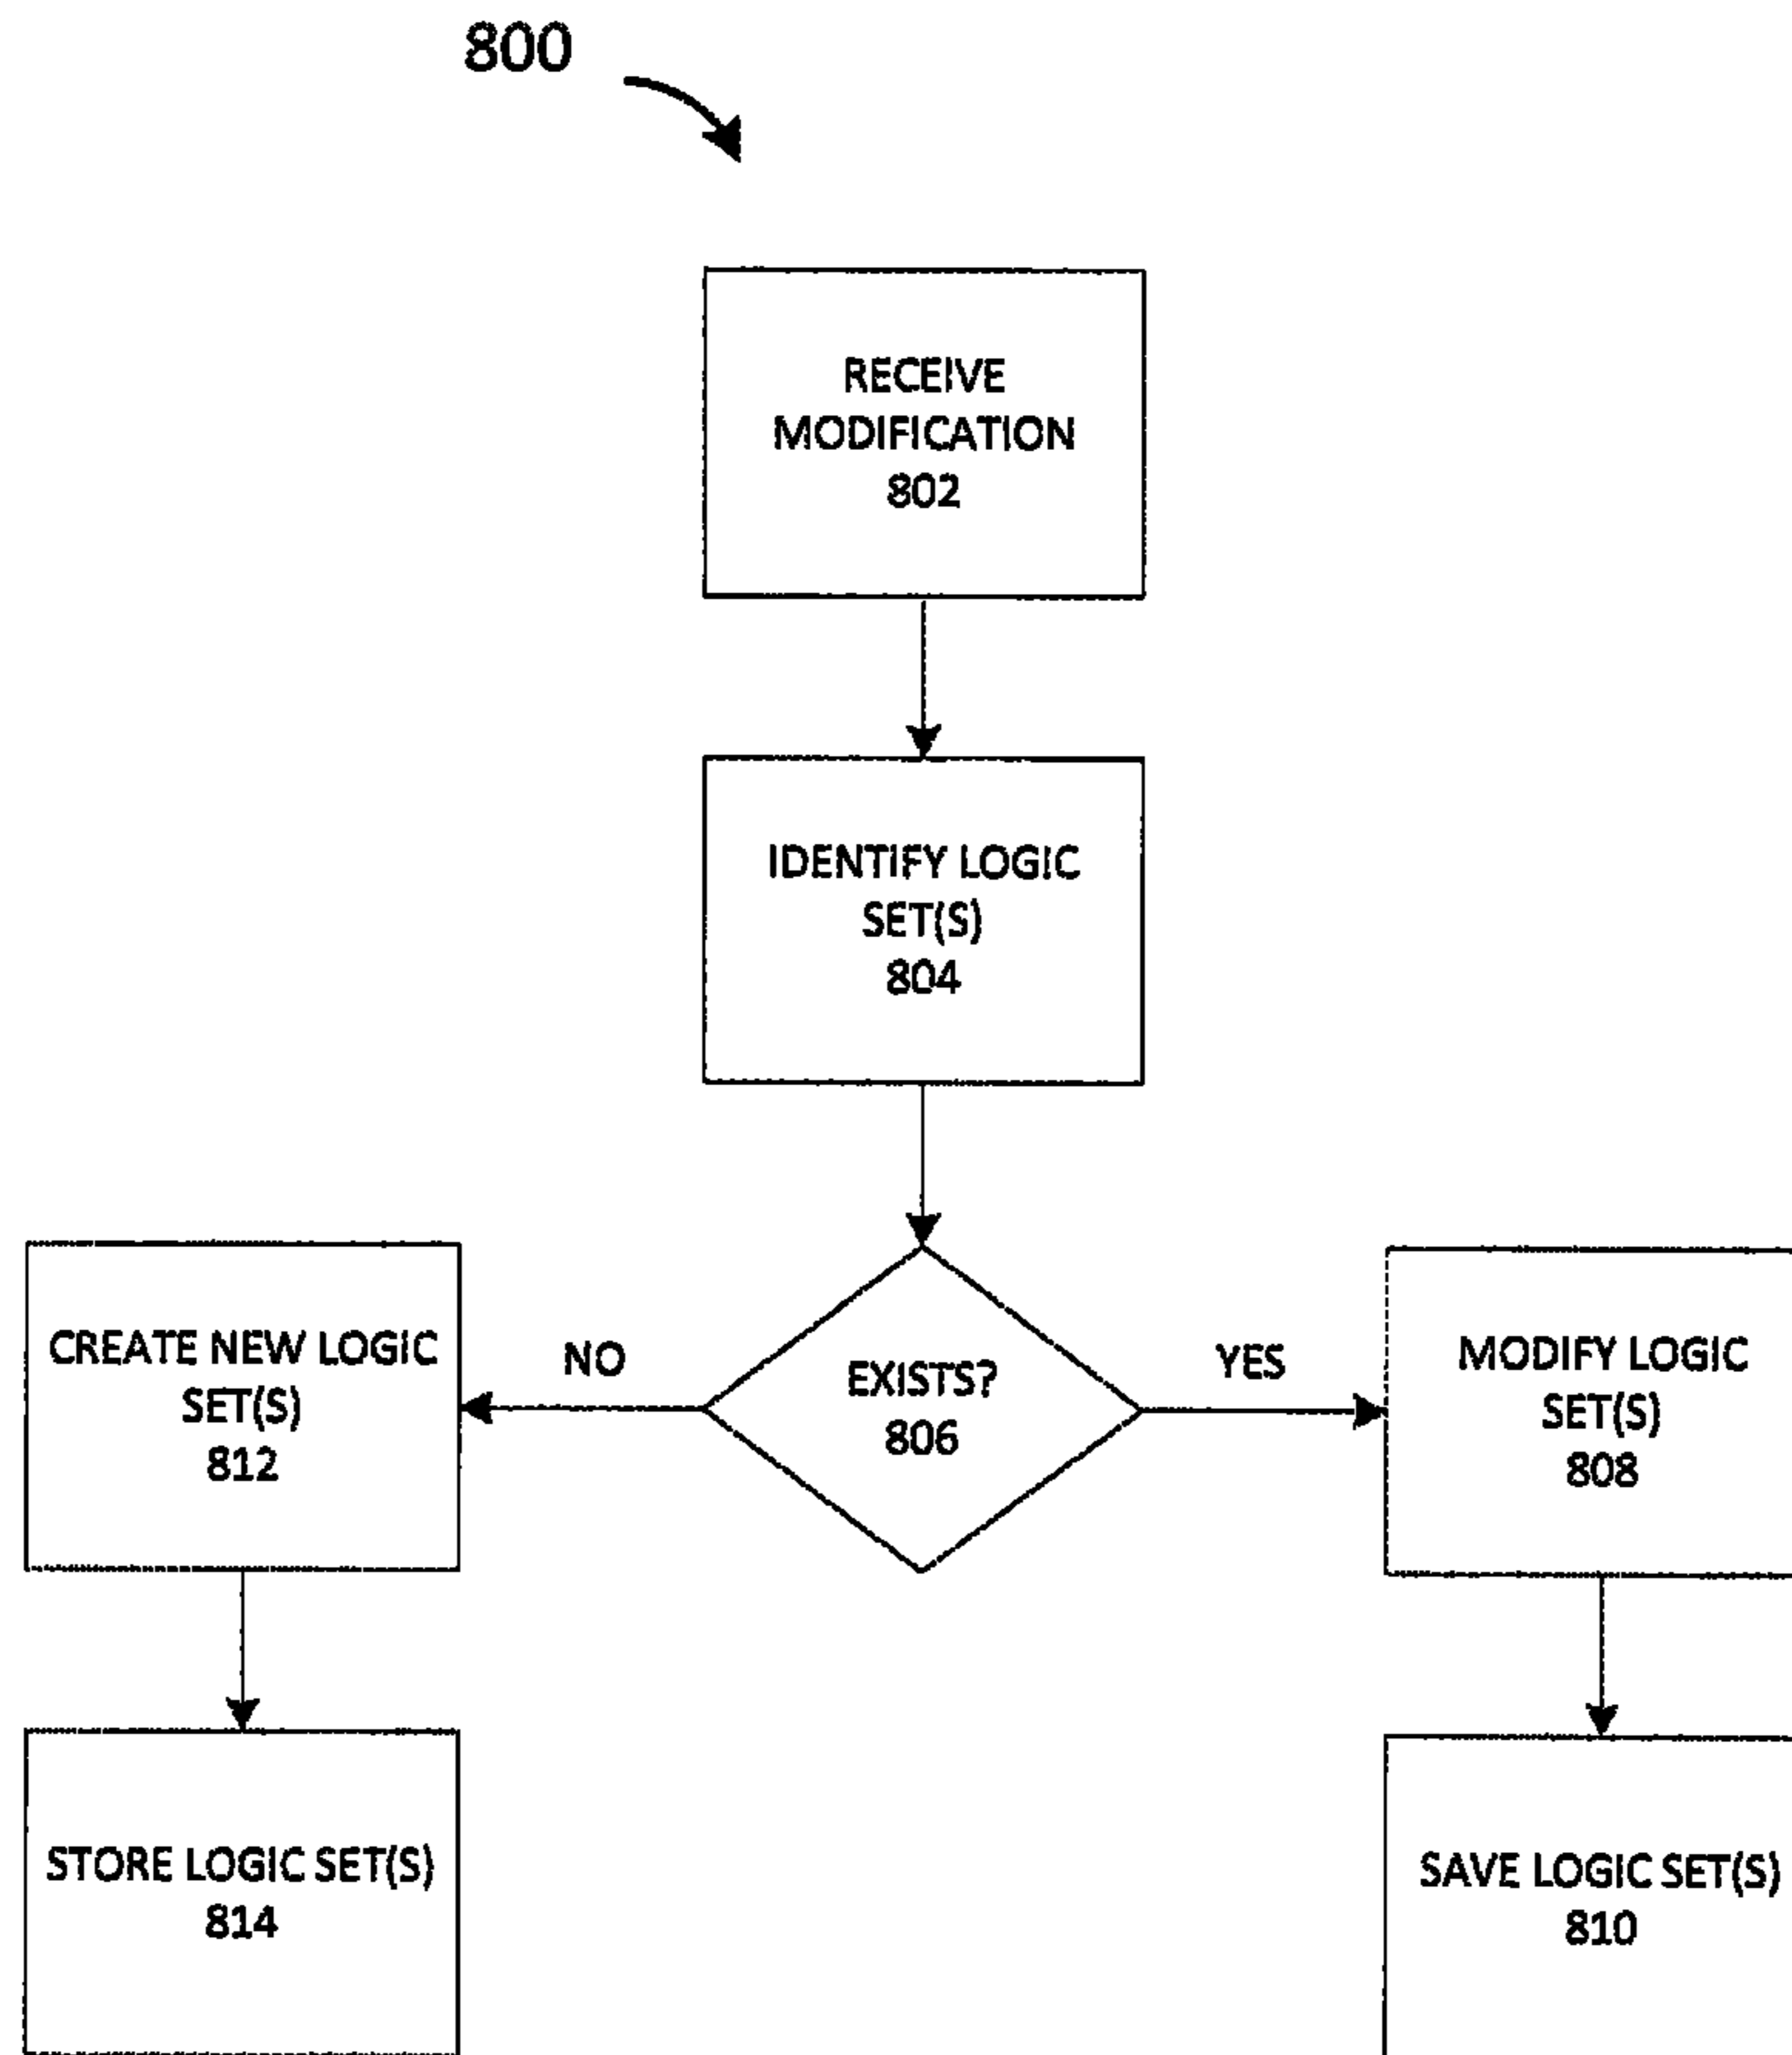 800
RECEIVE
MODIFICATION
802
IDENTIFY LOGIC
SET(S)
804
EXISTS?
806
NO
YES
CREATE NEW LOGIC
SET(S)
812
MODIFY LOGIC
SET(S)
808
STORE LOGIC SET(S)
814
SAVE LOGIC SET(S)
810